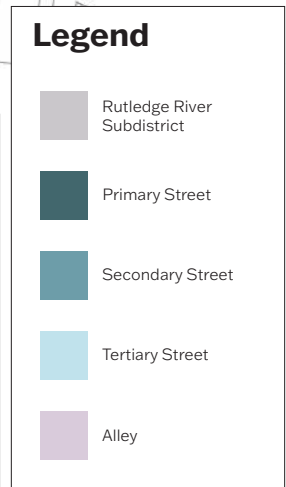 Legend
Rutledge River
Subdistrict
Primary Street
Secondary Street
Tertiary Street
Alley